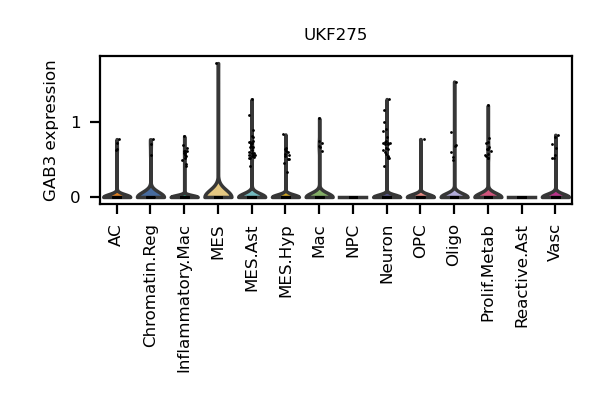 UKF275
GAB3 expression
1
0
AC
Chromatin.Reg
Inflammatory.Mac
MES
MES.Ast
MES.Hyp
Mac
NPC
Neuron
OPC
Oligo
Prolif.Metab
Reactive.Ast
Vasc